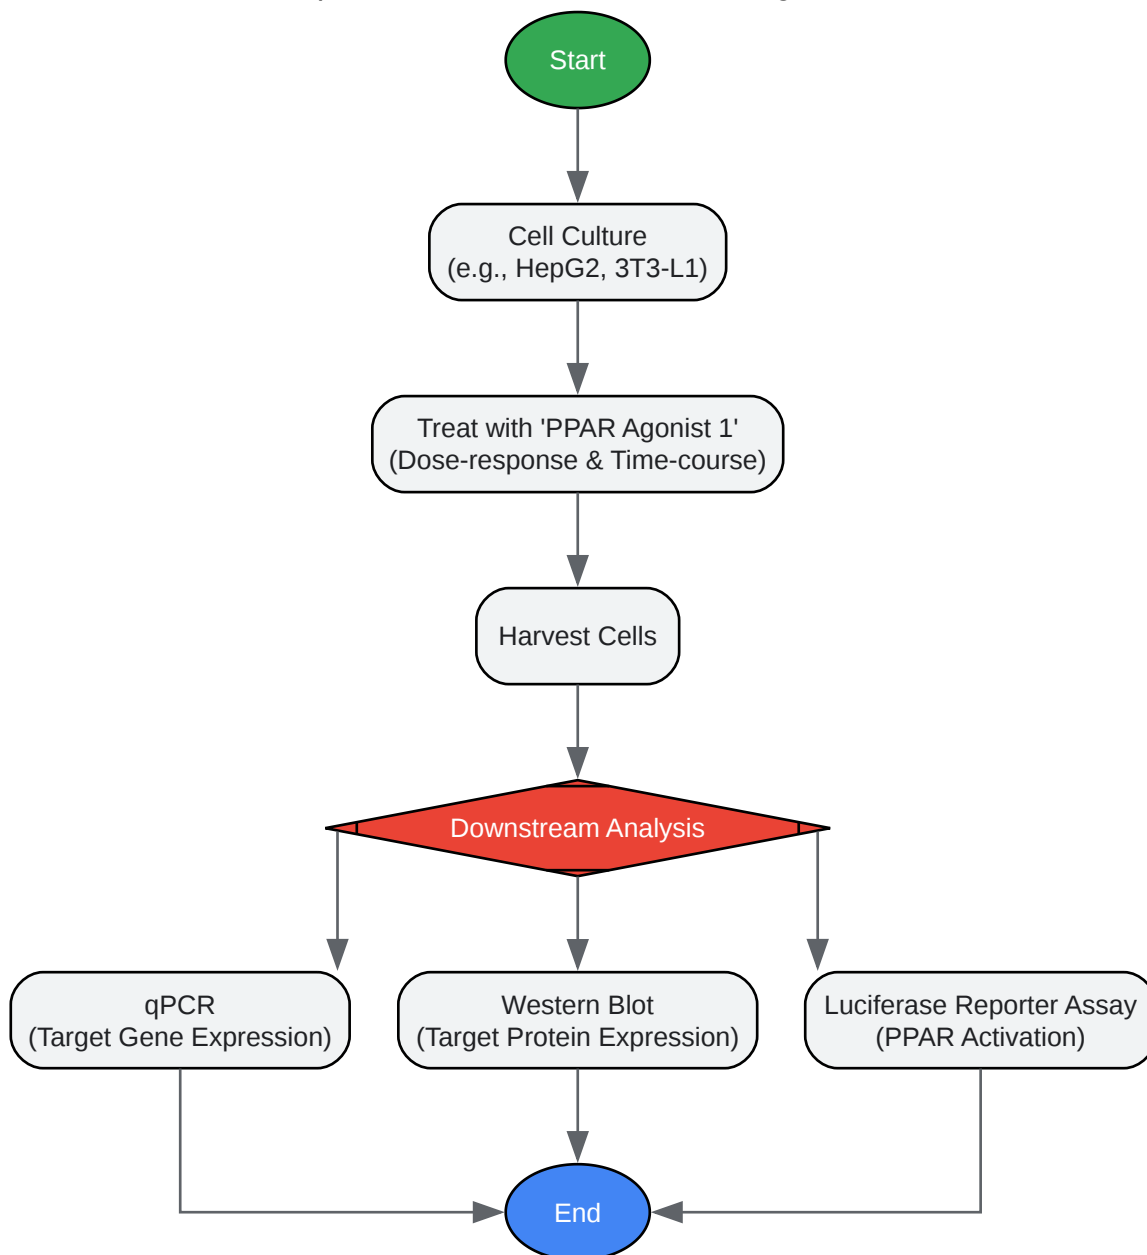 Start
Cell Culture
(e.g., HepG2, 3T3-L1)
Treat with 'PPAR Agonist 1'
(Dose-response & Time-course)
Harvest Cells
Downstream Analysis
qPCR
(Target Gene Expression)
Western Blot
(Target Protein Expression)
Luciferase Reporter Assay
(PPAR Activation)
End